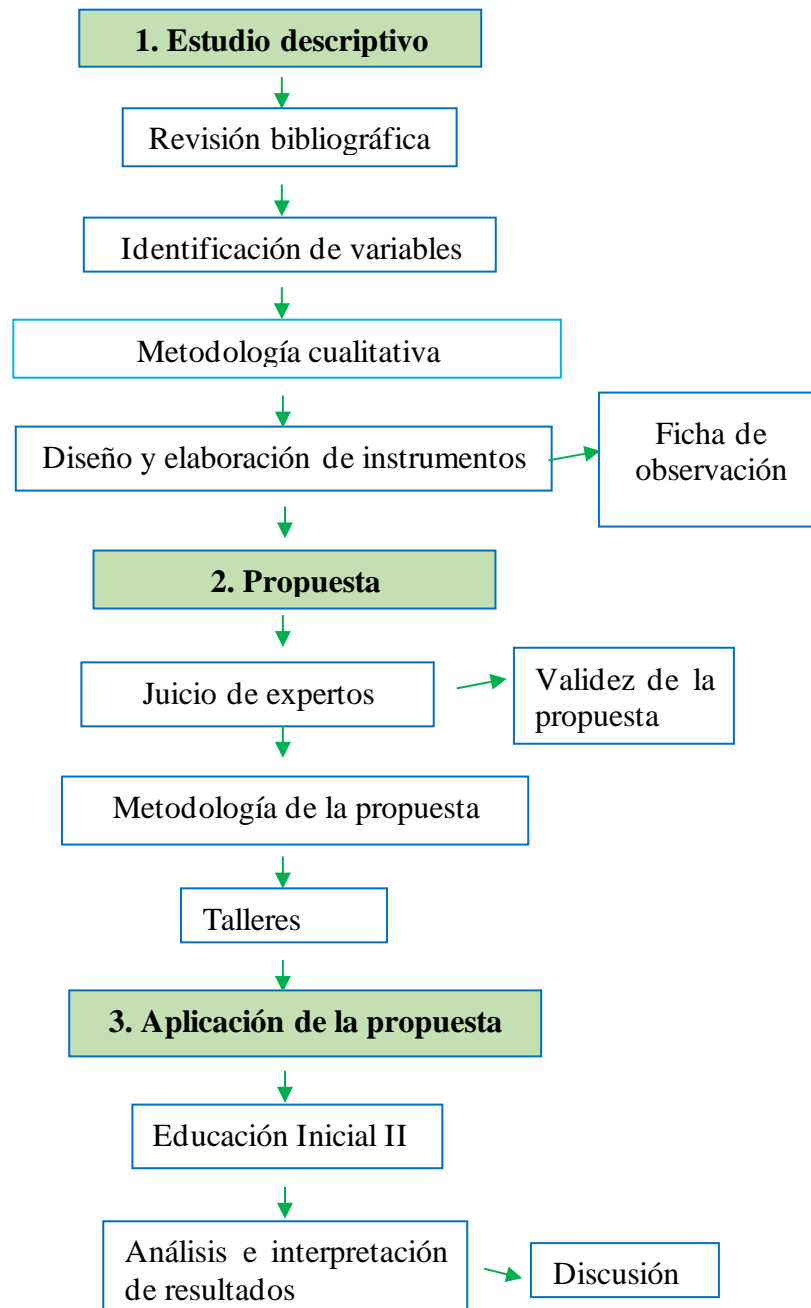 1. Estudio descriptivo
Revisión bibliográfica
Identificación de variables
Metodología cualitativa
Diseño y elaboración de instrumentos
Ficha de
observación
2. Propuesta
Juicio de expertos
Validez de la
propuesta
Metodología de la propuesta
Talleres
3. Aplicación de la propuesta
Educación Inicial II
Análisis e interpretación
de resultados
Discusión